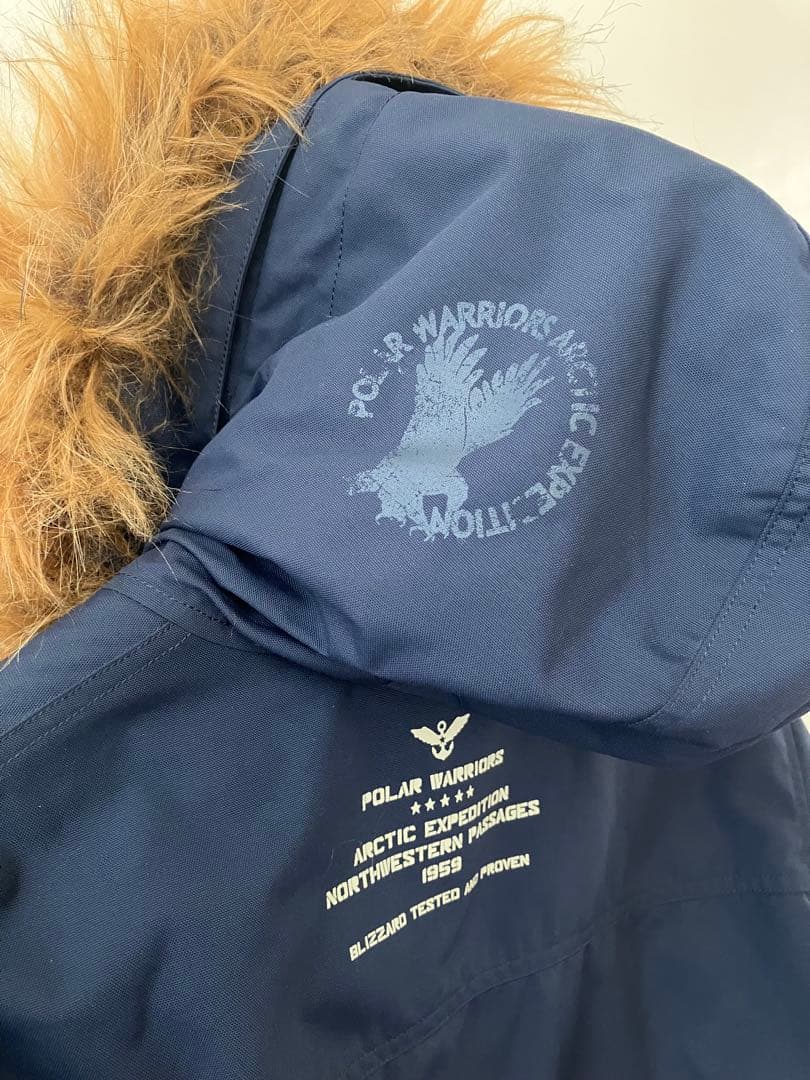 POLAR WARRIORS ARCTIC EXPEDITION
POLAR WARRIORS
ARCTIC EXPEDITION
NORTHWESTERN PASSAGES
1959
BLIZZARD TESTED AND PROVEN